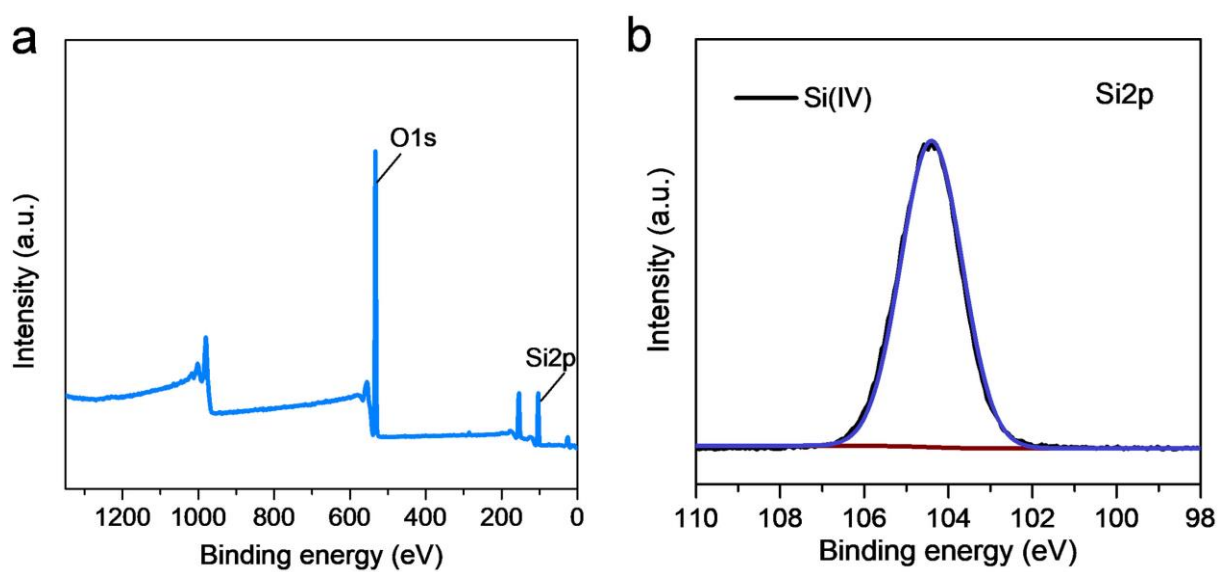 a
O1s
Si2p
Intensity (a.u.)
1200 1000 800 600 400 200 0
Binding energy (eV)
b
Si(IV) Si2p
Intensity (a.u.)
110 108 106 104 102 100 98
Binding energy (eV)